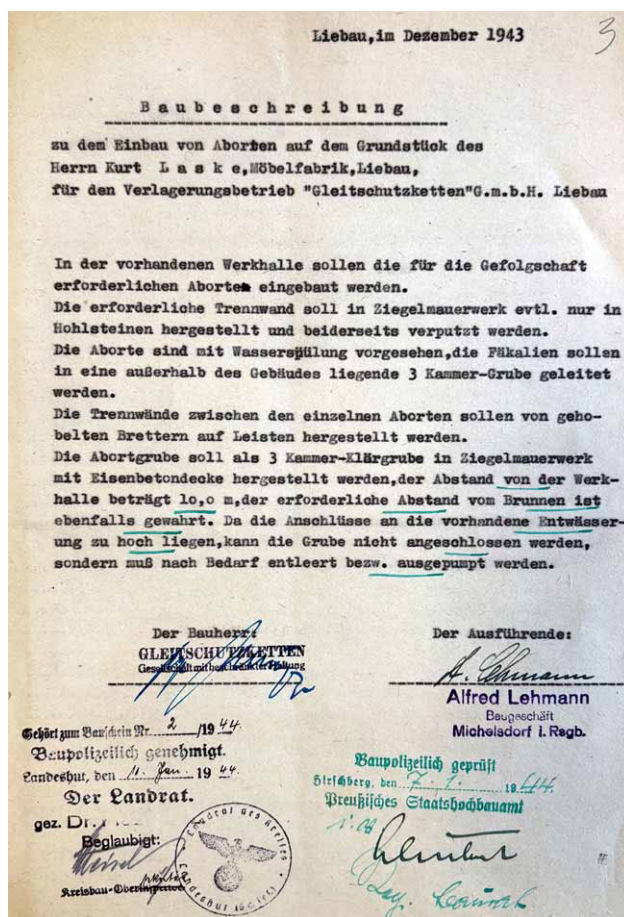 Liebau,im Dezember 1943
3
Baubeschreibung
zu dem Einbau von Aborten auf dem Grundstück des
Herrn Kurt Laske,Möbelfabrik,Liebau,
für den Verlagerungsbetrieb "Gleitschutzketten"G.m.b.H. Liebau
In der vorhandenen Werkhalle sollen die für die Gefolgschaft
erforderlichen Aborte eingebaut werden.
Die erforderliche Trennwand soll in Ziegelmauerwerk evtl. nur in
Hohlsteinen hergestellt und beiderseits verputzt werden.
Die Aborte sind mit Wasserspülung vorgesehen,die Fäkalien sollen
in eine außerhalb des Gebäudes liegende 3 Kammer-Grube geleitet
werden.
Die Trennwände zwischen den einzelnen Aborten sollen von geho-
belten Brettern auf Leisten hergestellt werden.
Die Abortgrube soll als 3 Kammer-Klärgrube in Ziegelmauerwerk
mit Eisenbetondecke hergestellt werden,der Abstand von der Werk-
halle beträgt lo,o m,der erforderliche Abstand vom Brunnen ist
ebenfalls gewahrt. Da die Anschlüsse an die vorhandene Entwässer-
ung zu hoch liegen,kann die Grube nicht angeschlossen werden,
sondern muß nach Bedarf entleert bezw. ausgepumpt werden.
Der Bauherr:
GLEITSCHUTZKETTEN
Gesellschaft mit beschränkter Haftung
Der Ausführende:
A. Lehmann
Alfred Lehmann
Baugeschäft
Michelsdorf i. Rsgb.
Gehört zum Bauschein Nr. 2 /1944.
Baupolizeilich genehmigt.
Landeshut, den 11. Jan. 1944.
Der Landrat.
gez. Dr.
Beglaubigt:
Kreisbau-Oberinspektor
Baupolizeilich geprüft
Hirschberg, den 7. 1. 1944
Preußisches Staatshochbauamt